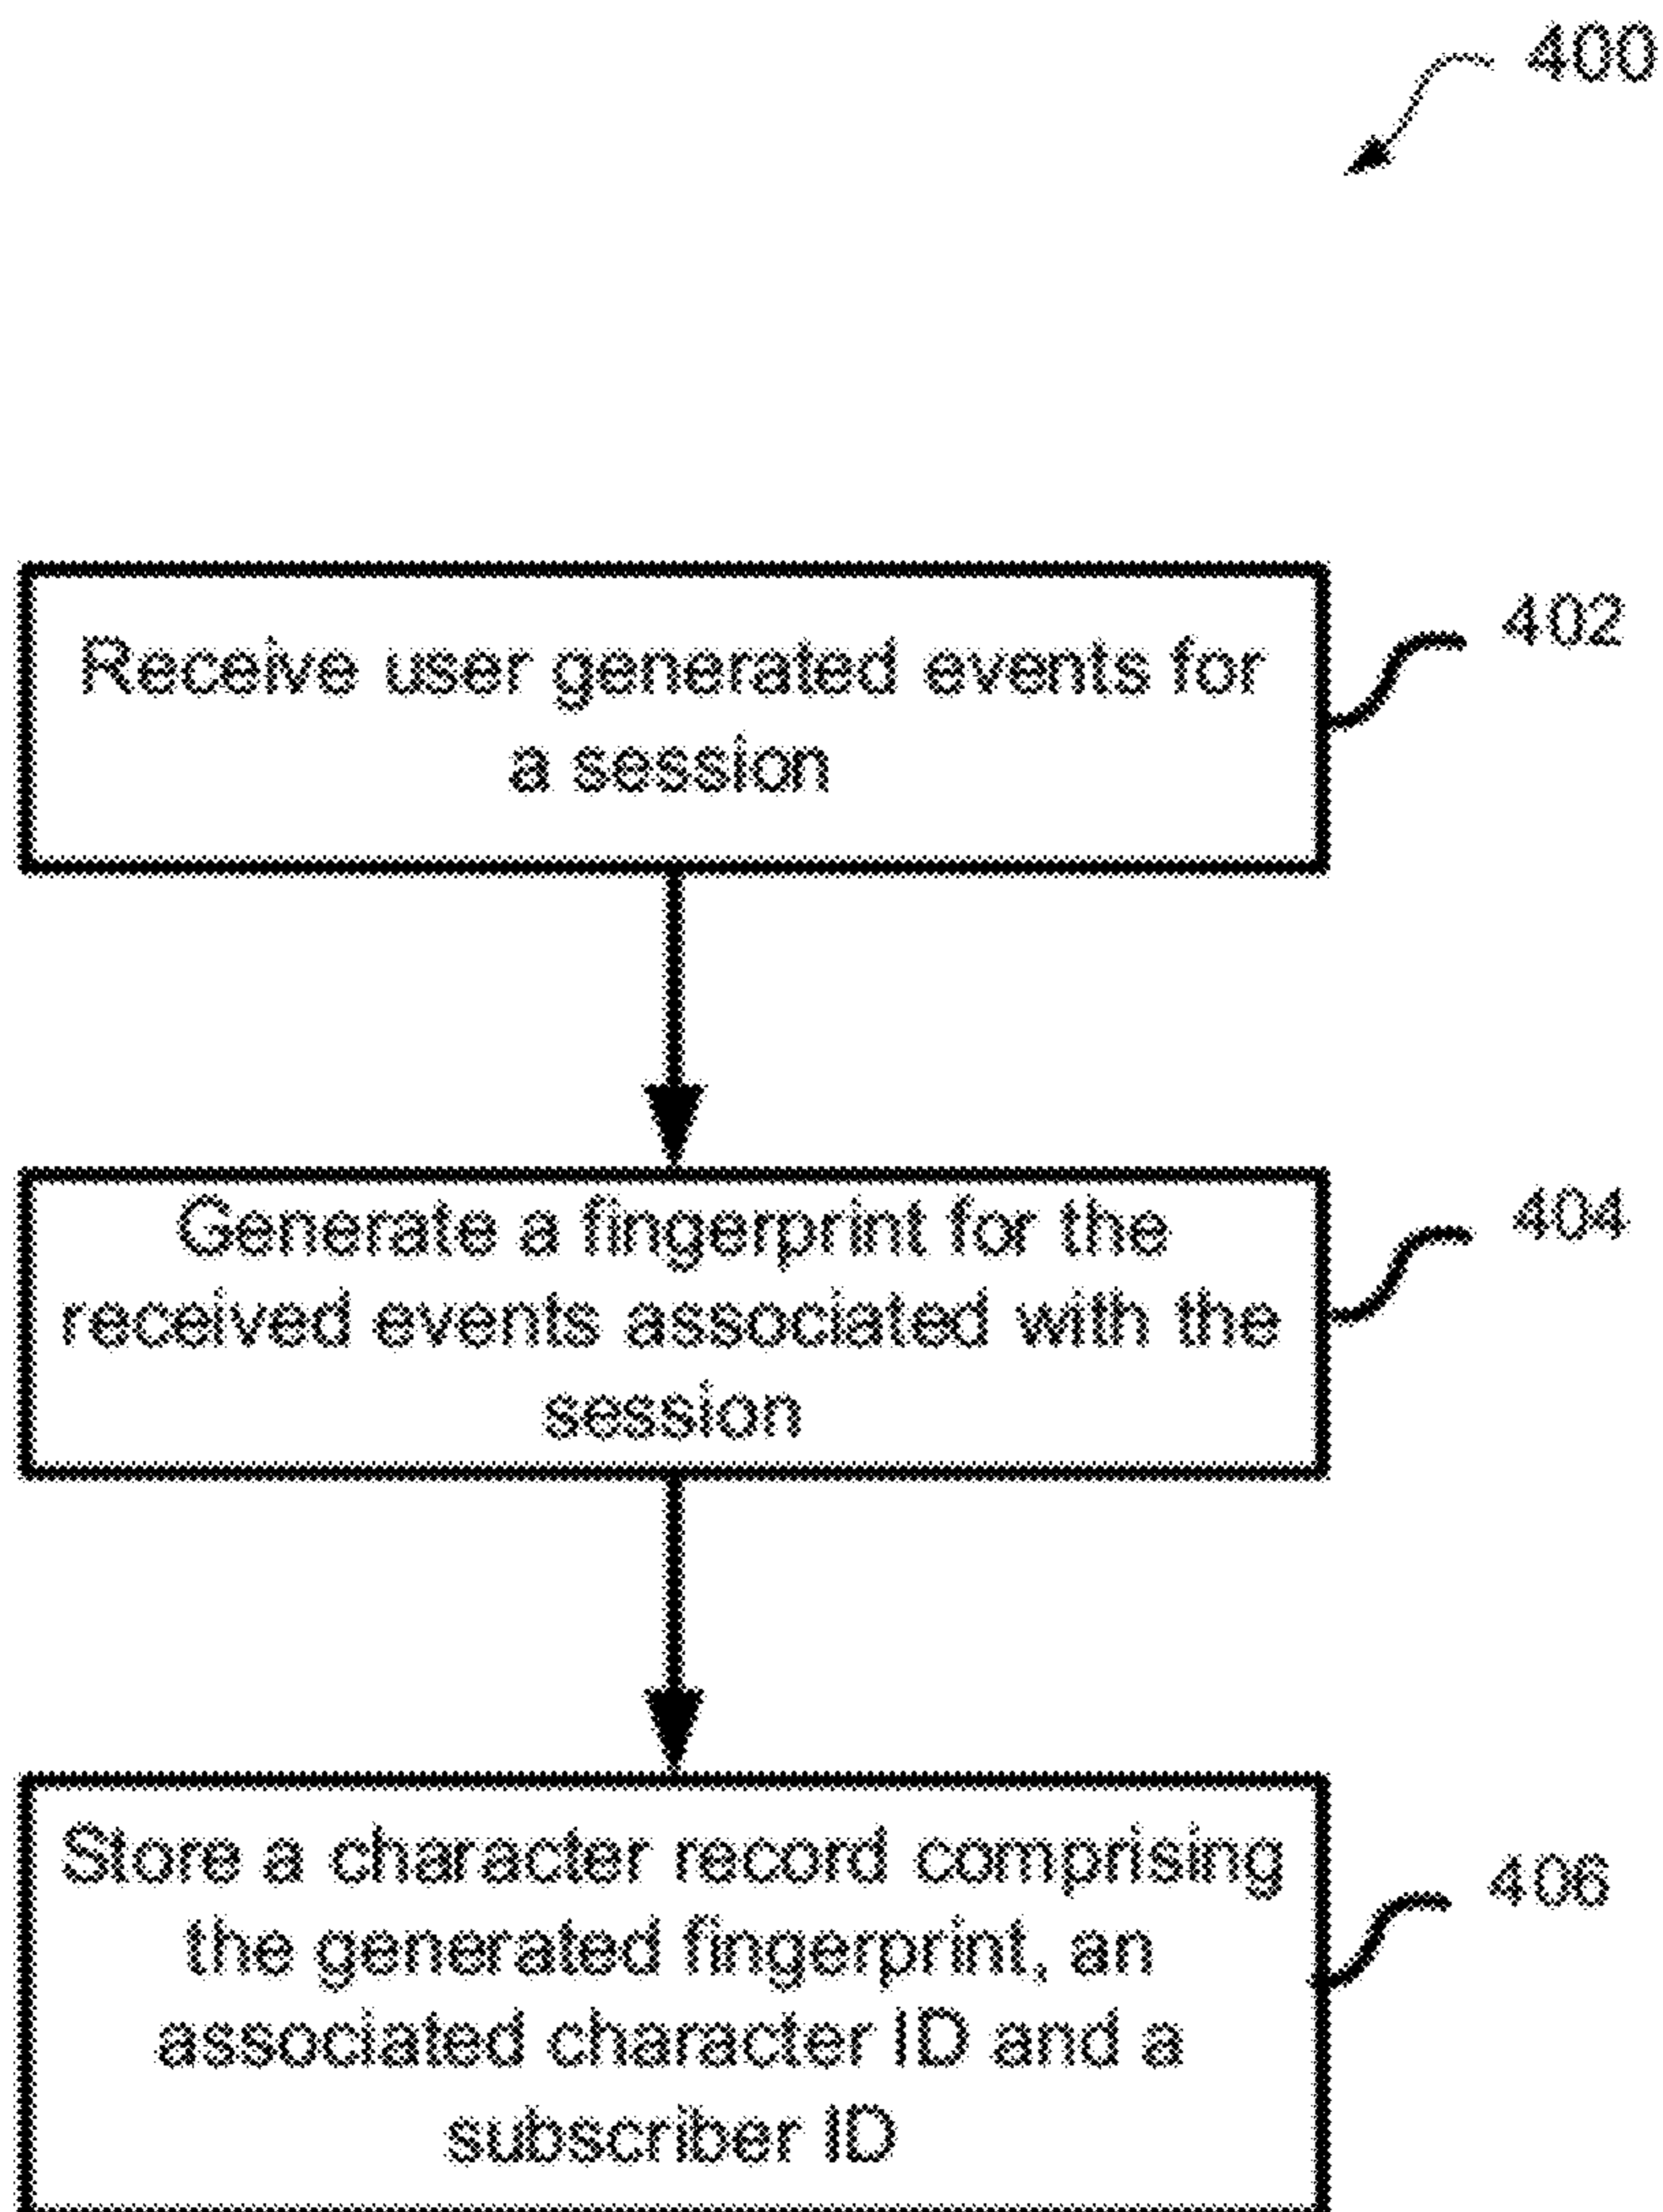 400
Receive user generated events for
a session
402
Generate a fingerprint for the
received events associated with the
session
404
Store a character record comprising
the generated fingerprint, an
associated character ID and a
subscriber ID
406